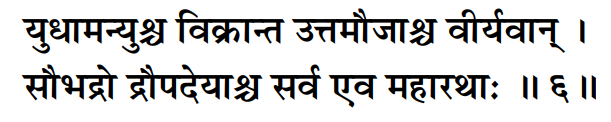 युधामन्युश्च विक्रान्त उत्तमौजाश्च वीर्यवान् ।
सौभद्रो द्रौपदेयाश्च सर्व एव महारथाः ॥ ६ ॥